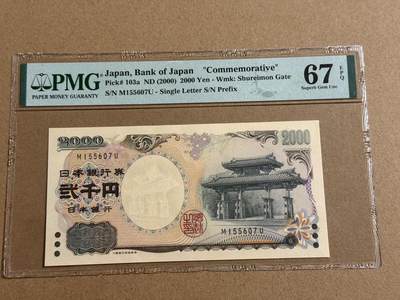 PMG
PAPER MONEY GUARANTY
Japan, Bank of Japan "Commemorative"
Pick# 103a ND (2000) 2000 Yen - Wmk: Shureimon Gate
S/N M155607U - Single Letter S/N Prefix
67 EPQ
Superb Gem Unc
2000
2000
M155607U
日本銀行券
弐千円
日本銀行
M155607U